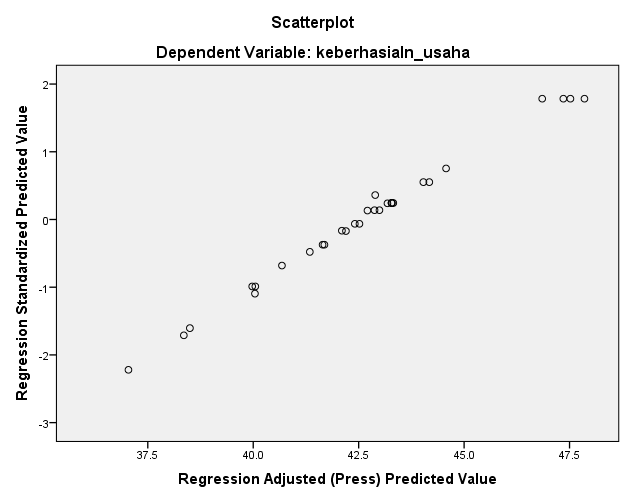 Scatterplot
Dependent Variable: keberhasialn_usaha
Regression Standardized Predicted Value
2
1
0
-1
-2
-3
37.5 40.0 42.5 45.0 47.5
Regression Adjusted (Press) Predicted Value